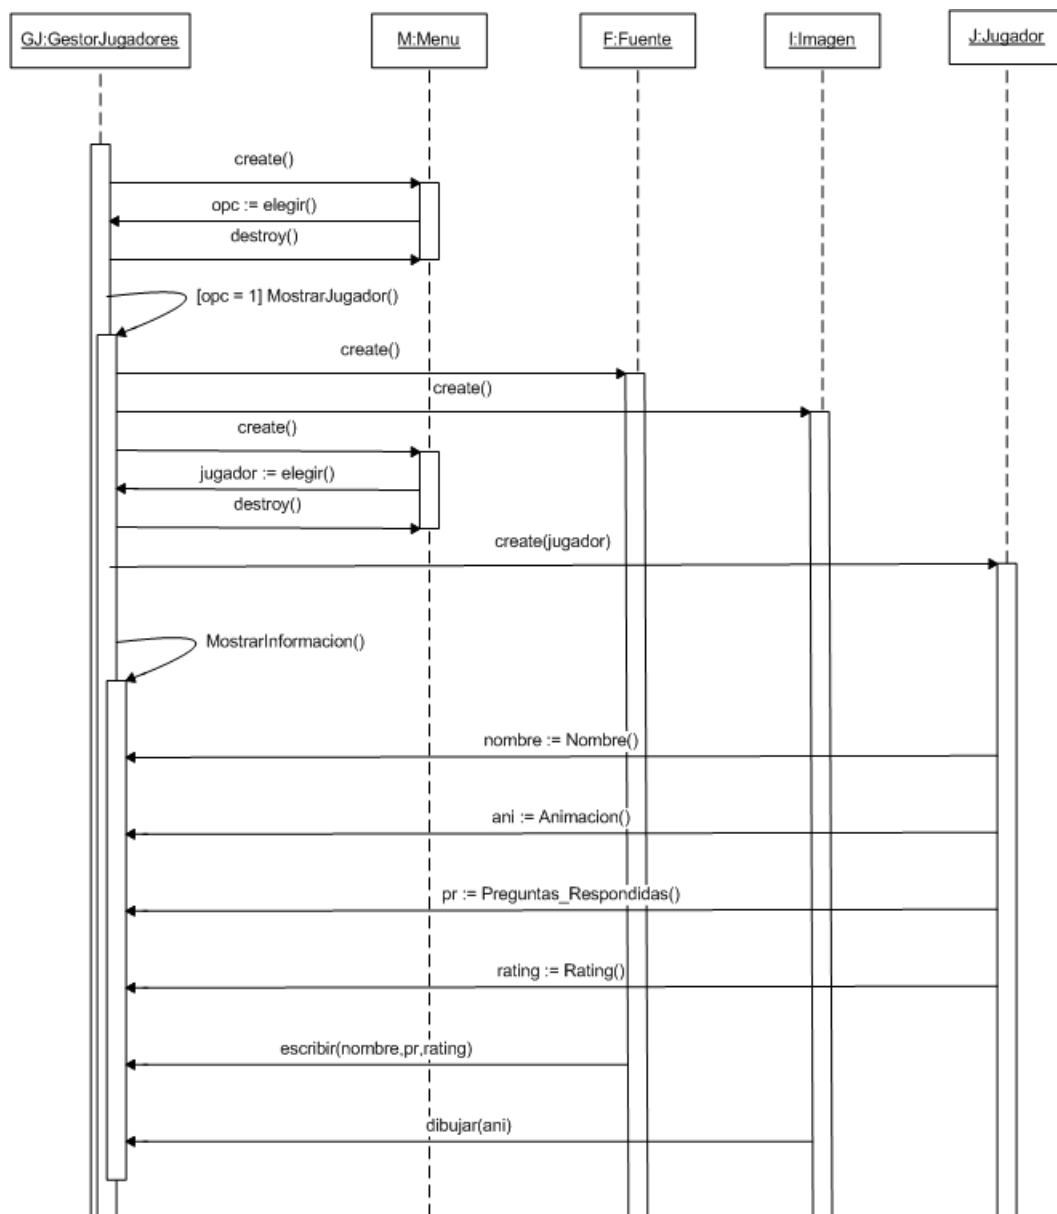 GJ:GestorJugadores
M:Menu
F:Fuente
I:Imagen
J:Jugador
create()
opc := elegir()
destroy()
[opc = 1] MostrarJugador()
create()
create()
create()
jugador := elegir()
destroy()
create(jugador)
MostrarInformacion()
nombre := Nombre()
ani := Animacion()
pr := Preguntas_Respondidas()
rating := Rating()
escribir(nombre,pr,rating)
dibujar(ani)